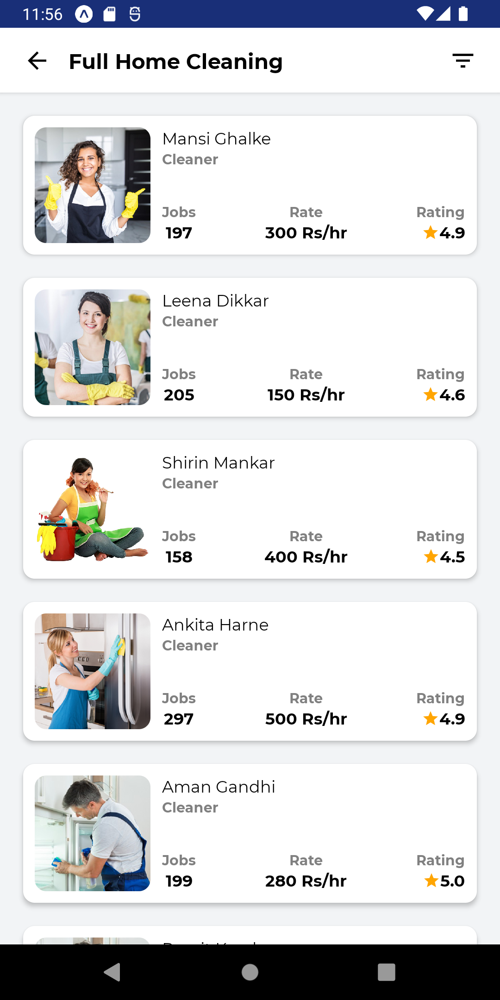 11:56
Full Home Cleaning
Mansi Ghalke
Cleaner
Jobs Rate Rating
197 300 Rs/hr 4.9
Leena Dikkar
Cleaner
Jobs Rate Rating
205 150 Rs/hr 4.6
Shirin Mankar
Cleaner
Jobs Rate Rating
158 400 Rs/hr 4.5
Ankita Harne
Cleaner
Jobs Rate Rating
297 500 Rs/hr 4.9
Aman Gandhi
Cleaner
Jobs Rate Rating
199 280 Rs/hr 5.0